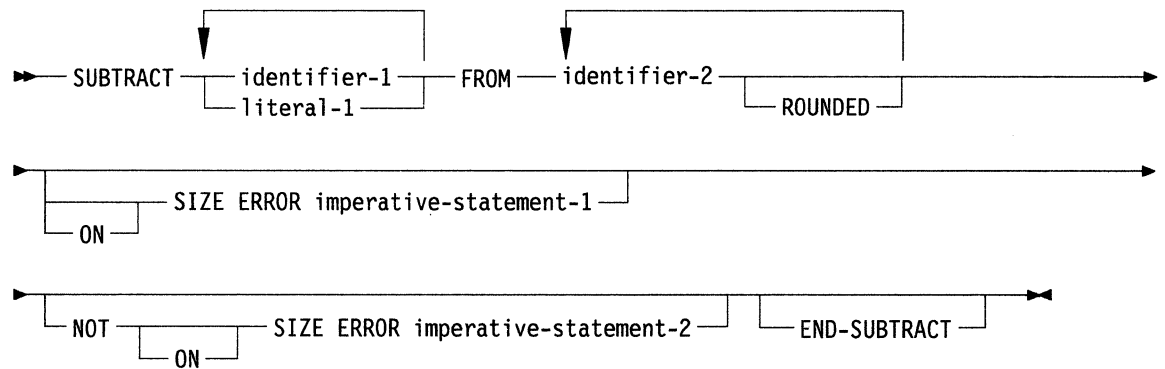 SUBTRACT identifier-1 FROM identifier-2
literal-1 ROUNDED
SIZE ERROR imperative-statement-1
ON
NOT SIZE ERROR imperative-statement-2 END-SUBTRACT
ON